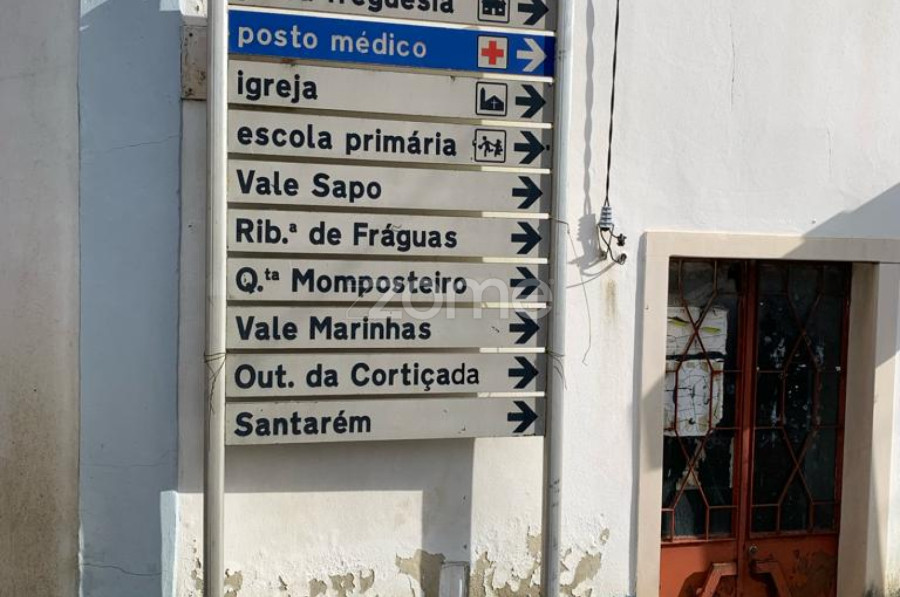 freguesia
posto médico
igreja
escola primária
Vale Sapo
Rib.ª de Fráguas
Q.ta Momposteiro
zome
Vale Marinhas
Out. da Cortiçada
Santarém